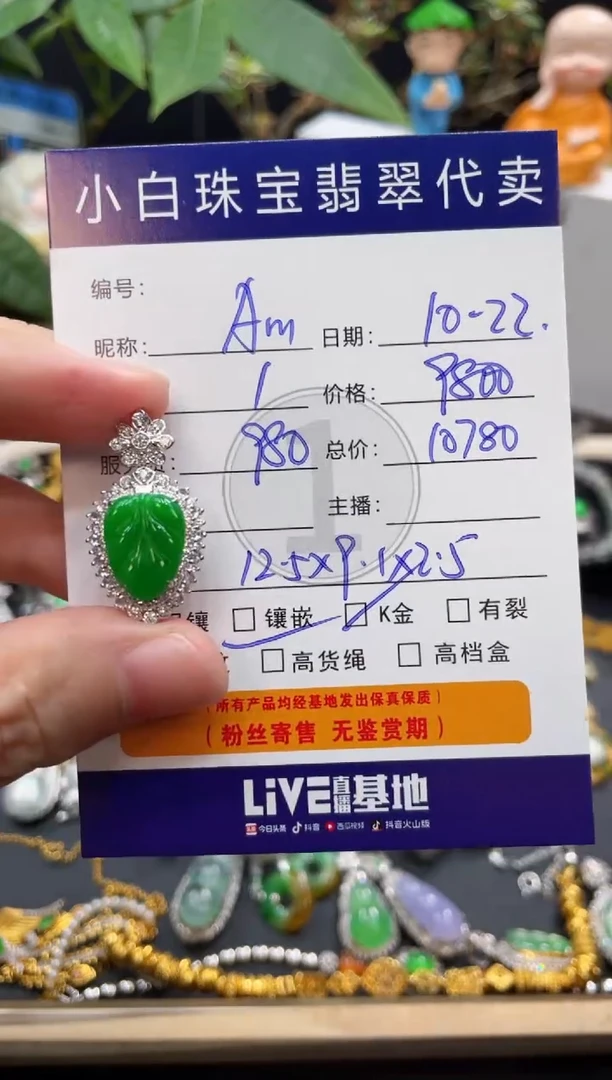 小白珠宝翡翠代卖
编号:
昵称: Am 日期: 10-22.
1 价格: 9800
服 : 980 总价: 10780
主播:
12.5x9.1x2.5
镶 □ 镶嵌 □ K金 □ 有裂
□ 高货绳 □ 高档盒
(所有产品均经基地发出保真保质)
(粉丝寄售 无鉴赏期)
LiVE直播基地
今日头条 抖音 西瓜视频 抖音火山版